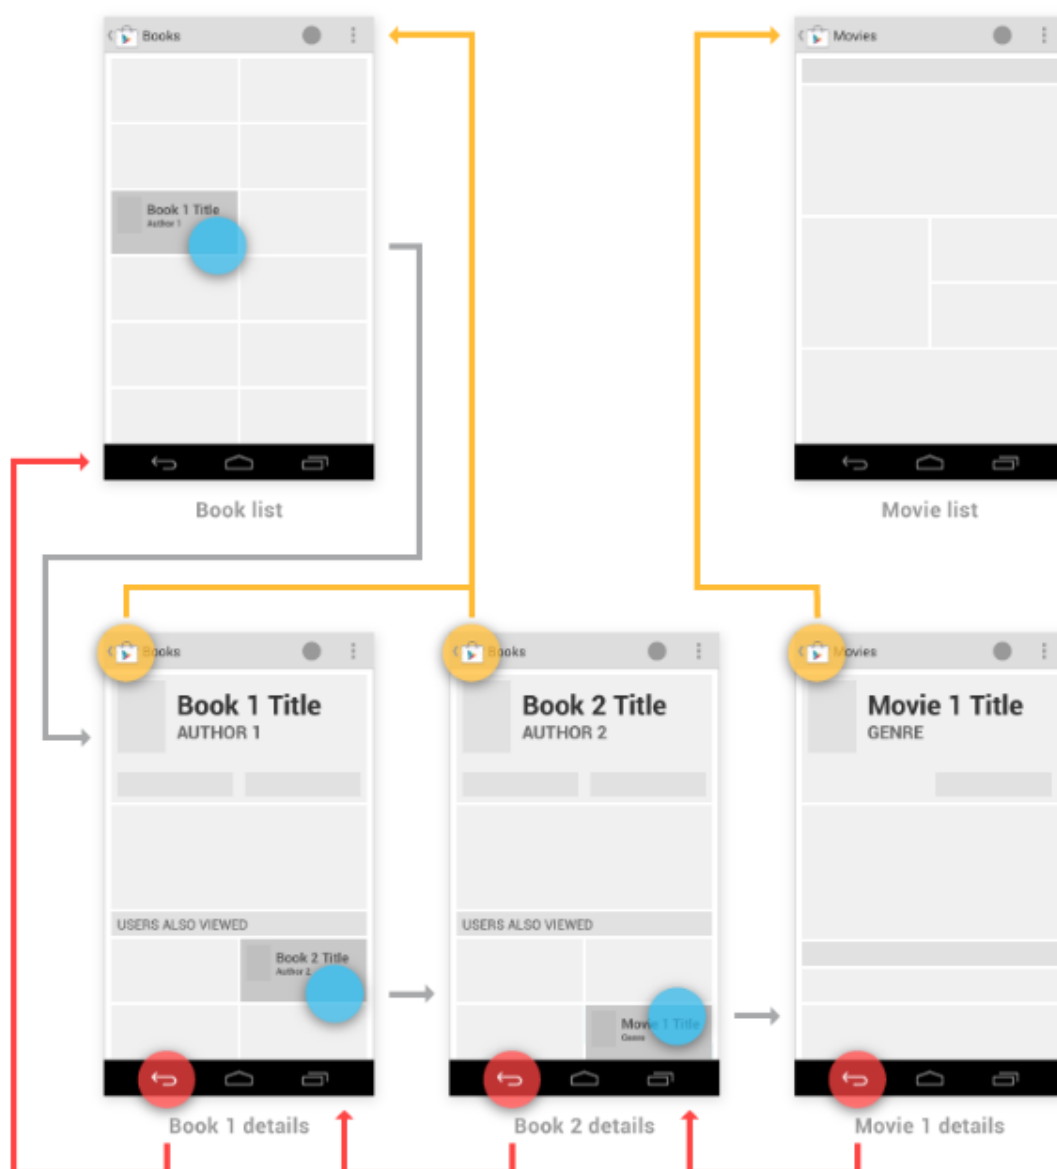 Books
Movies
Book 1 Title
Author 1
Book list
Movie list
Books
Books
Movies
Book 1 Title
AUTHOR 1
Book 2 Title
AUTHOR 2
Movie 1 Title
GENRE
USERS ALSO VIEWED
USERS ALSO VIEWED
Book 2 Title
Author 2
Movie 1 Title
Genre
Book 1 details
Book 2 details
Movie 1 details